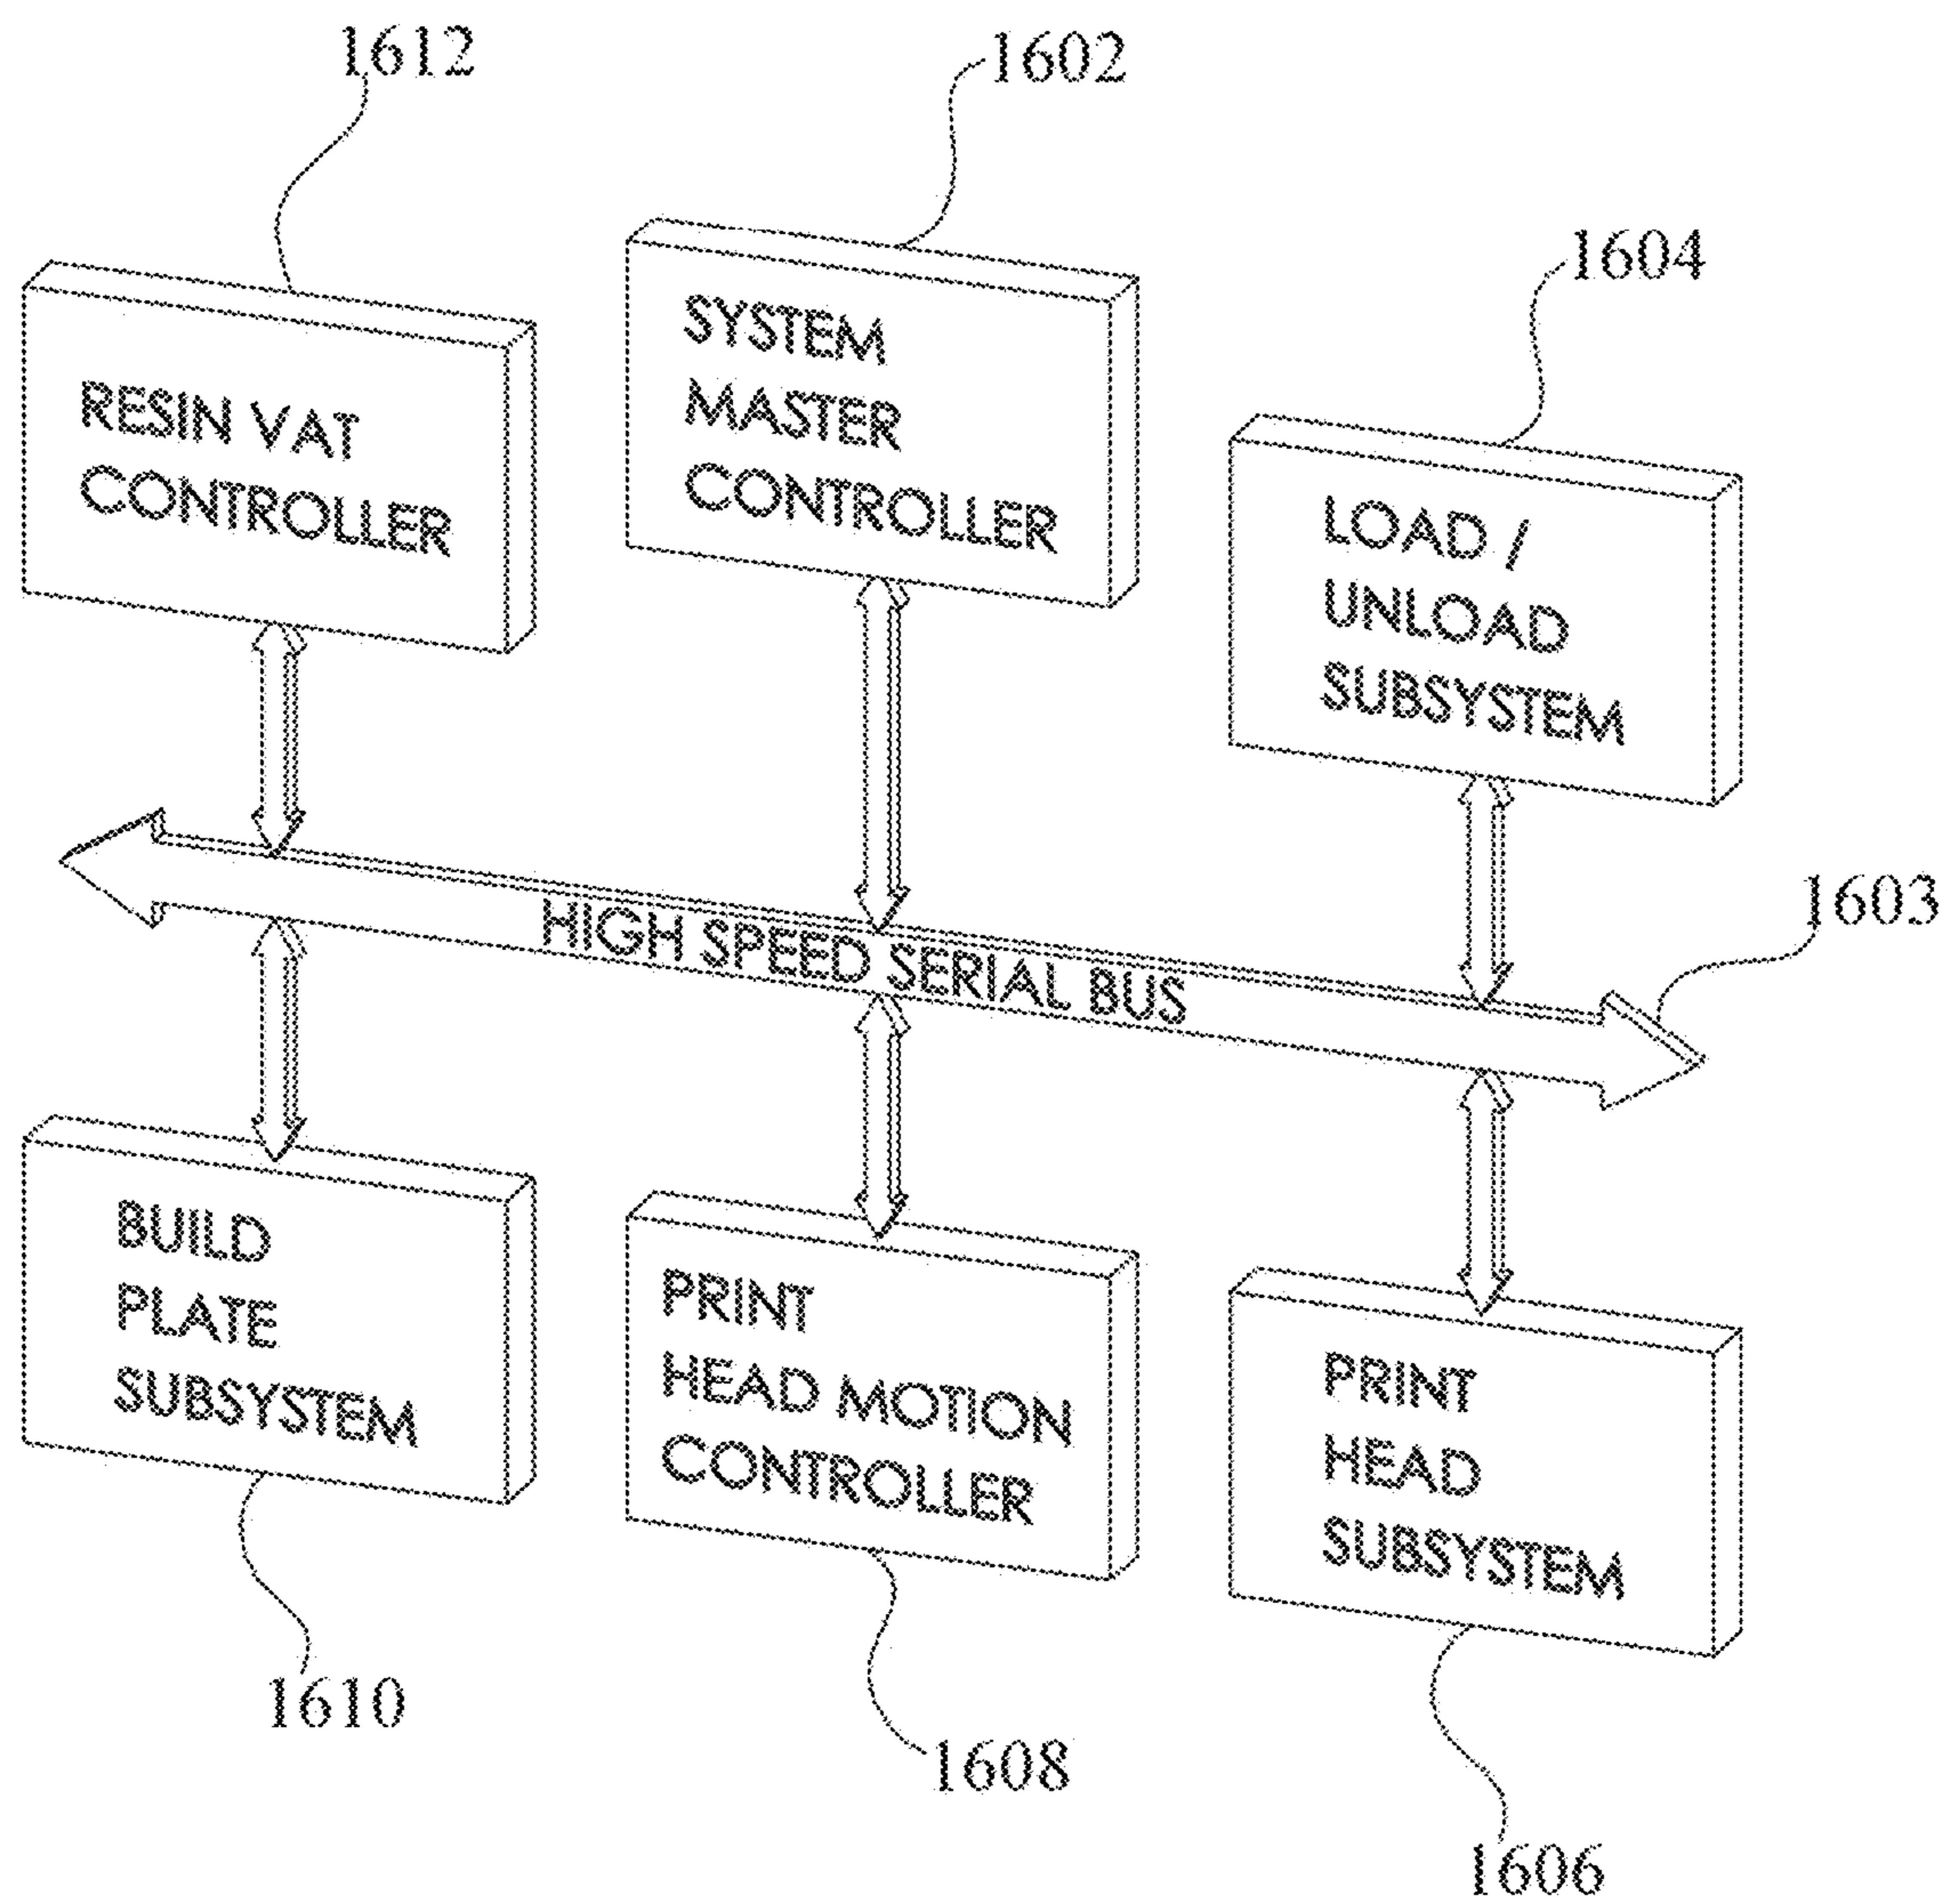 1612
1602
1604
RESIN VAT
CONTROLLER
SYSTEM
MASTER
CONTROLLER
LOAD /
UNLOAD
SUBSYSTEM
1603
HIGH SPEED SERIAL BUS
BUILD
PLATE
SUBSYSTEM
PRINT
HEAD MOTION
CONTROLLER
PRINT
HEAD
SUBSYSTEM
1610
1608
1606